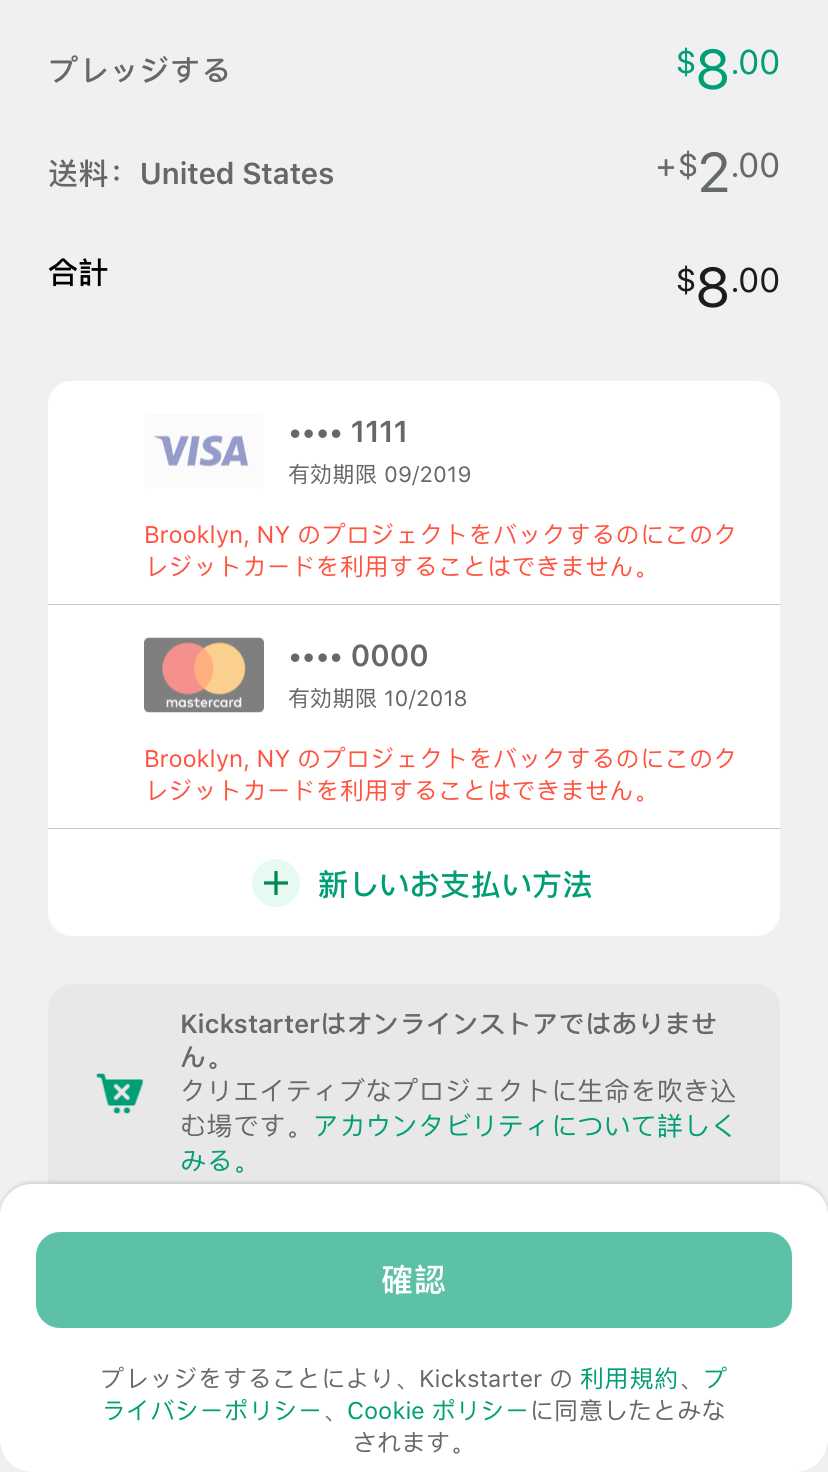 プレッジする $8.00
送料： United States +$2.00
合計 $8.00
VISA •••• 1111
有効期限 09/2019
Brooklyn, NY のプロジェクトをバックするのにこのク
レジットカードを利用することはできません。
mastercard •••• 0000
有効期限 10/2018
Brooklyn, NY のプロジェクトをバックするのにこのク
レジットカードを利用することはできません。
+ 新しいお支払い方法
Kickstarterはオンラインストアではありませ
ん。
クリエイティブなプロジェクトに生命を吹き込
む場です。アカウンタビリティについて詳しく
みる。
確認
プレッジをすることにより、Kickstarter の 利用規約、プ
ライバシーポリシー、Cookie ポリシーに同意したとみな
されます。